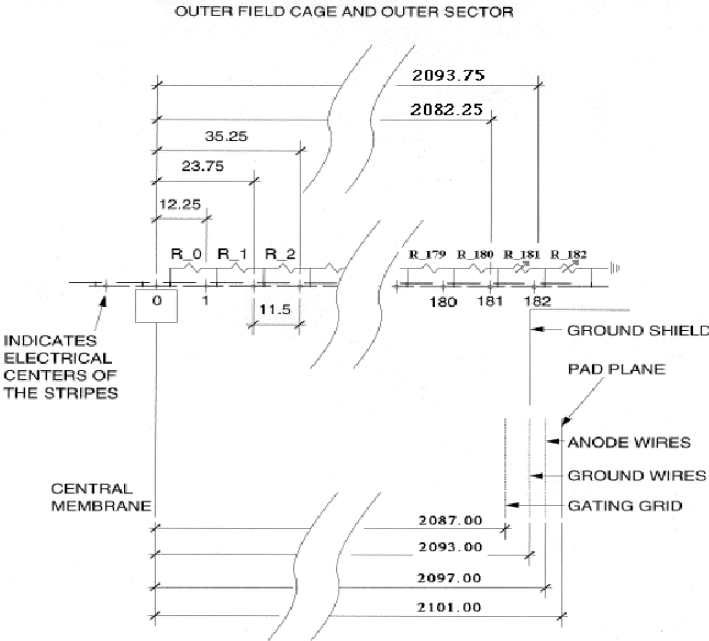 OUTER FIELD CAGE AND OUTER SECTOR
2093.75
2082.25
35.25
23.75
12.25
R_0 R_1 R_2 R_179 R_180 R_181 R_182
0 1 11.5 180 181 182
INDICATES
ELECTRICAL
CENTERS OF
THE STRIPES
GROUND SHIELD
PAD PLANE
ANODE WIRES
GROUND WIRES
GATING GRID
CENTRAL
MEMBRANE
2087.00
2093.00
2097.00
2101.00